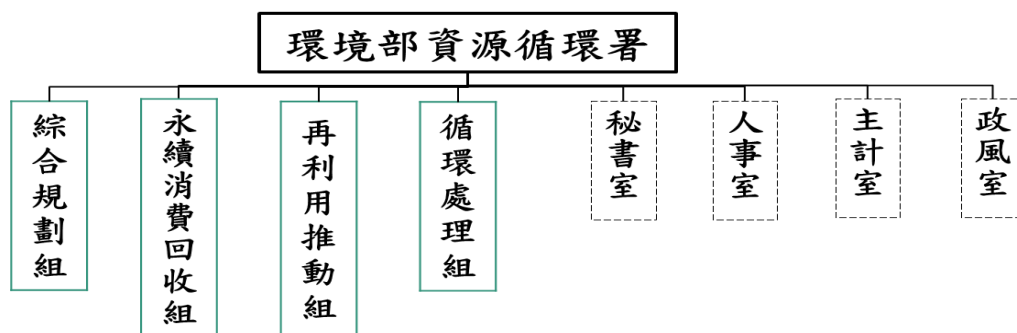 環境部資源循環署
綜合規劃組
永續消費回收組
再利用推動組
循環處理組
秘書室
人事室
主計室
政風室